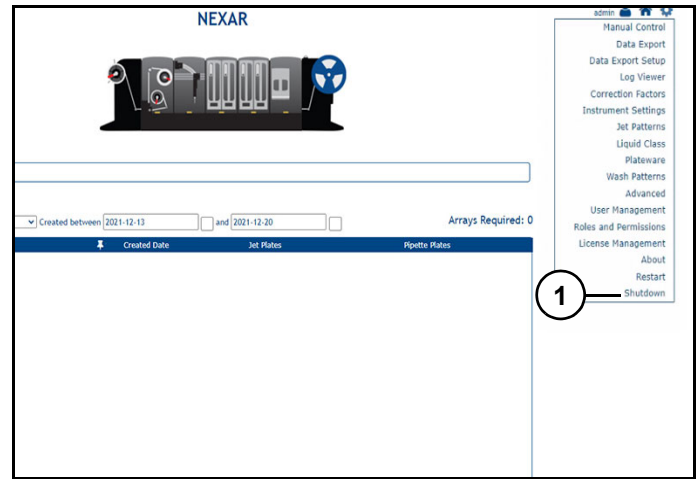 NEXAR
admin
Manual Control
Data Export
Data Export Setup
Log Viewer
Correction Factors
Instrument Settings
Jet Patterns
Liquid Class
Plateware
Wash Patterns
Advanced
User Management
Roles and Permissions
License Management
About
Restart
Shutdown
1
Created between 2021-12-13 and 2021-12-20 Arrays Required: 0
Created Date Jet Plates Pipette Plates